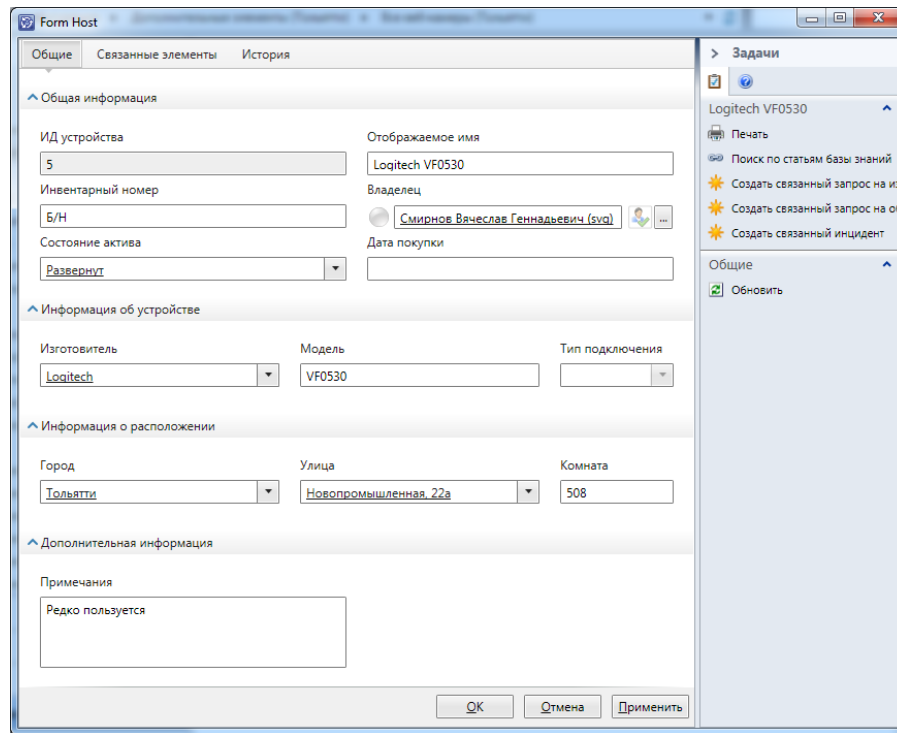 Form Host
Общие Связанные элементы История
Общая информация
ИД устройства Отображаемое имя
5 Logitech VF0530
Инвентарный номер Владелец
Б/Н Смирнов Вячеслав Геннадьевич (svg) ...
Состояние актива Дата покупки
Развернут
Информация об устройстве
Изготовитель Модель Тип подключения
Logitech VF0530
Информация о расположении
Город Улица Комната
Тольятти Новопромышленная, 22а 508
Дополнительная информация
Примечания
Редко пользуется
OK Отмена Применить
Задачи
Logitech VF0530
Печать
Поиск по статьям базы знаний
Создать связанный запрос на из
Создать связанный запрос на об
Создать связанный инцидент
Общие
Обновить